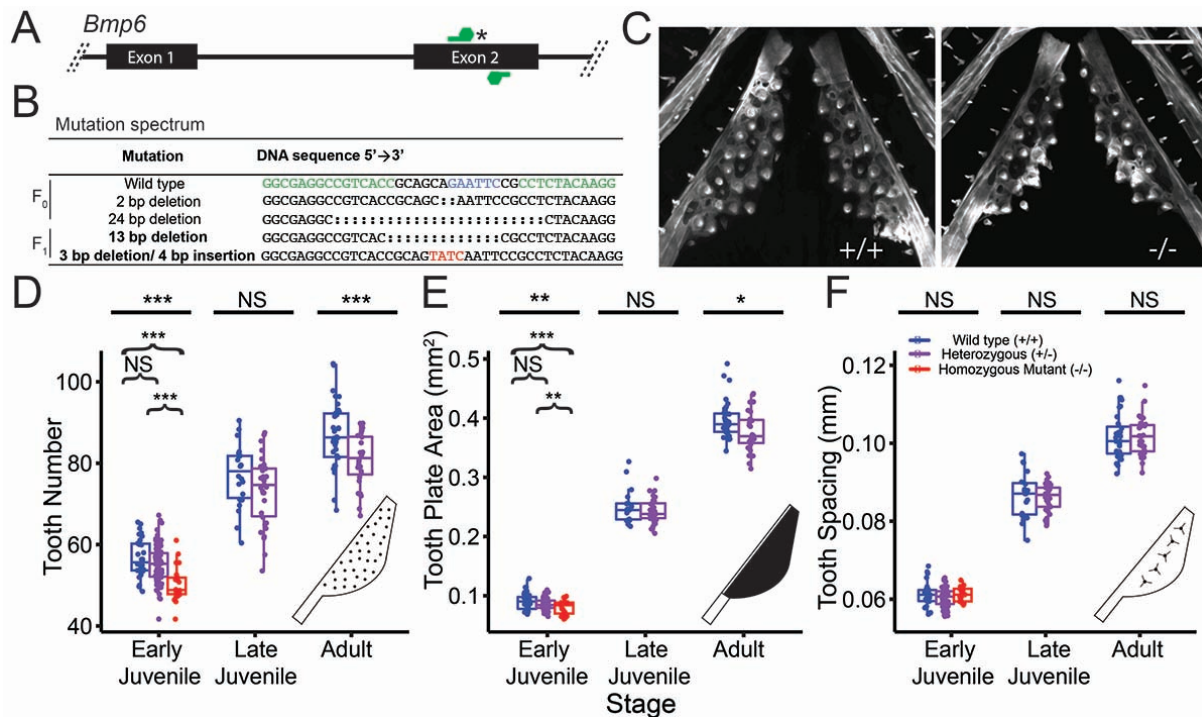 A
Bmp6
Exon 1
*
Exon 2
B
Mutation spectrum
Mutation DNA sequence 5'→3'
F0
Wild type GGCGAGGCCGTCACCGCAGCAGAATTCCGCCTCTACAAGG
2 bp deletion GGCGAGGCCGTCACCGCAGC::AATTCCGCCTCTACAAGG
24 bp deletion GGCGAGGC::::::::::::::::::::::::CTACAAGG
F1
13 bp deletion GGCGAGGCCGTCAC:::::::::::::CGCCTCTACAAGG
3 bp deletion/ 4 bp insertion GGCGAGGCCGTCACCGCAGTATCAATTCCGCCTCTACAAGG
C
+/+
-/-
D
*** NS ***
***
NS
***
Tooth Number
100
80
60
40
Early Juvenile
Late Juvenile
Adult
E
** NS *
***
NS
**
Tooth Plate Area (mm²)
0.5
0.4
0.3
0.2
0.1
Early Juvenile
Late Juvenile
Adult
Stage
F
NS NS NS
Wild type (+/+)
Heterozygous (+/-)
Homozygous Mutant (-/-)
Tooth Spacing (mm)
0.12
0.10
0.08
0.06
Early Juvenile
Late Juvenile
Adult